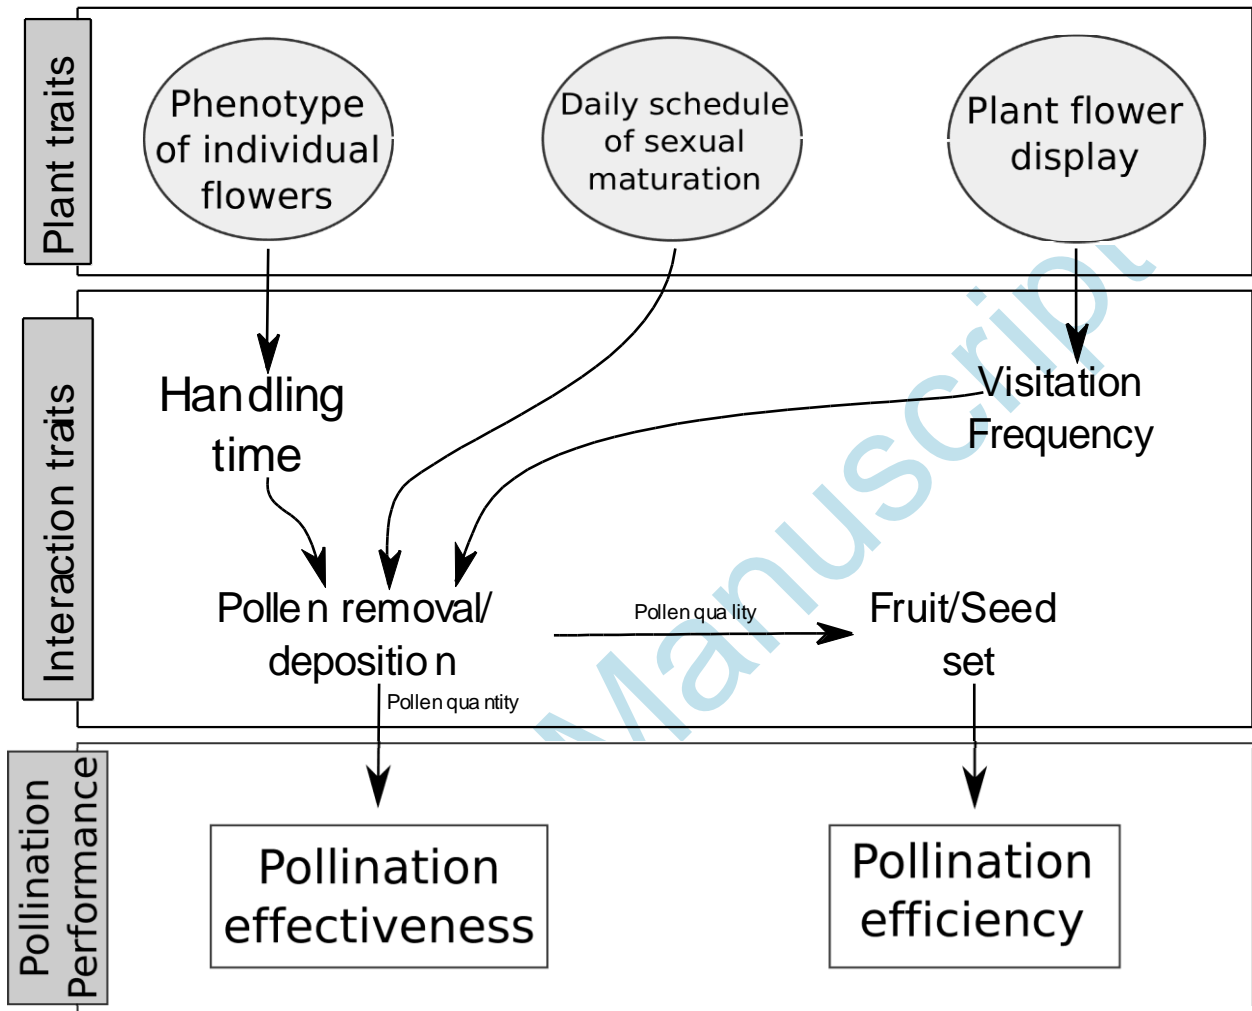 Plant traits
Phenotype
of individual
flowers
Daily schedule
of sexual
maturation
Plant flower
display
Interaction traits
Handling
time
Visitation
Frequency
Pollen removal/
deposition
Pollen quality
Fruit/Seed
set
Pollen quantity
Manuscript
Pollination
Performance
Pollination
effectiveness
Pollination
efficiency